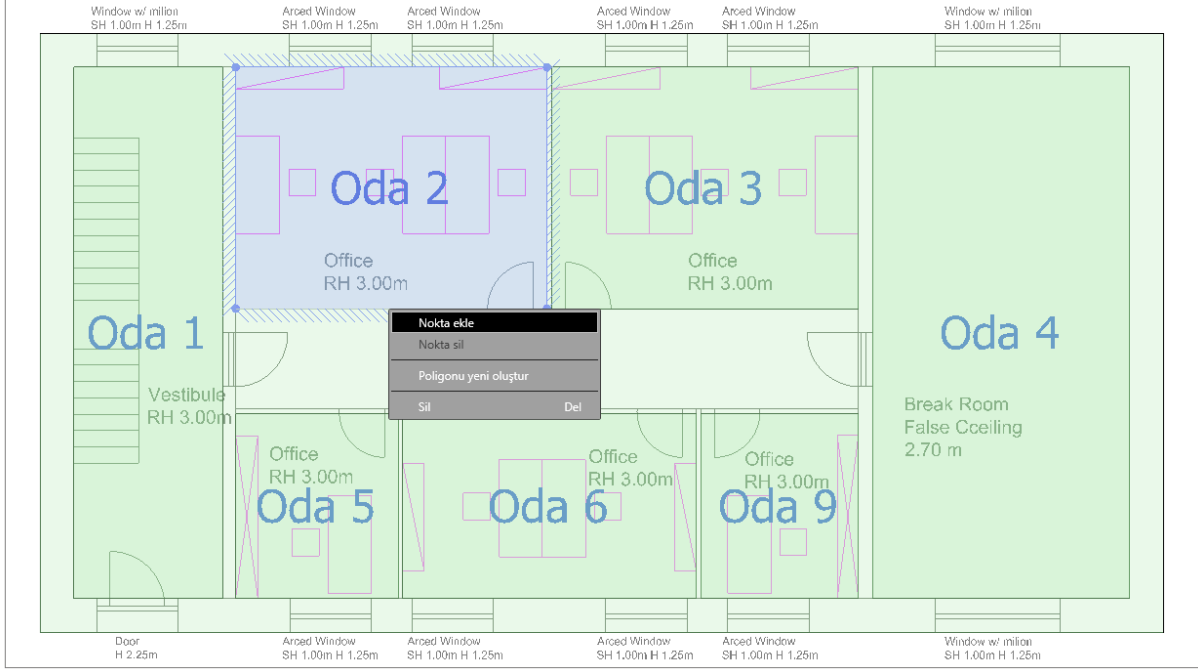 Window w/ milion
SH 1.00m H 1.25m
Arced Window
SH 1.00m H 1.25m
Arced Window
SH 1.00m H 1.25m
Arced Window
SH 1.00m H 1.25m
Arced Window
SH 1.00m H 1.25m
Window w/ milion
SH 1.00m H 1.25m
Oda 2
Office
RH 3.00m
Oda 3
Office
RH 3.00m
Oda 1
Vestibule
RH 3.00m
Nokta ekle
Nokta sil
Poligonu yeni oluştur
Sil Del
Oda 4
Break Room
False Cceiling
2.70 m
Office
RH 3.00m
Oda 5
Office
RH 3.00m
Oda 6
Office
RH 3.00m
Oda 9
Door
H 2.25m
Arced Window
SH 1.00m H 1.25m
Arced Window
SH 1.00m H 1.25m
Arced Window
SH 1.00m H 1.25m
Arced Window
SH 1.00m H 1.25m
Window w/ milion
SH 1.00m H 1.25m